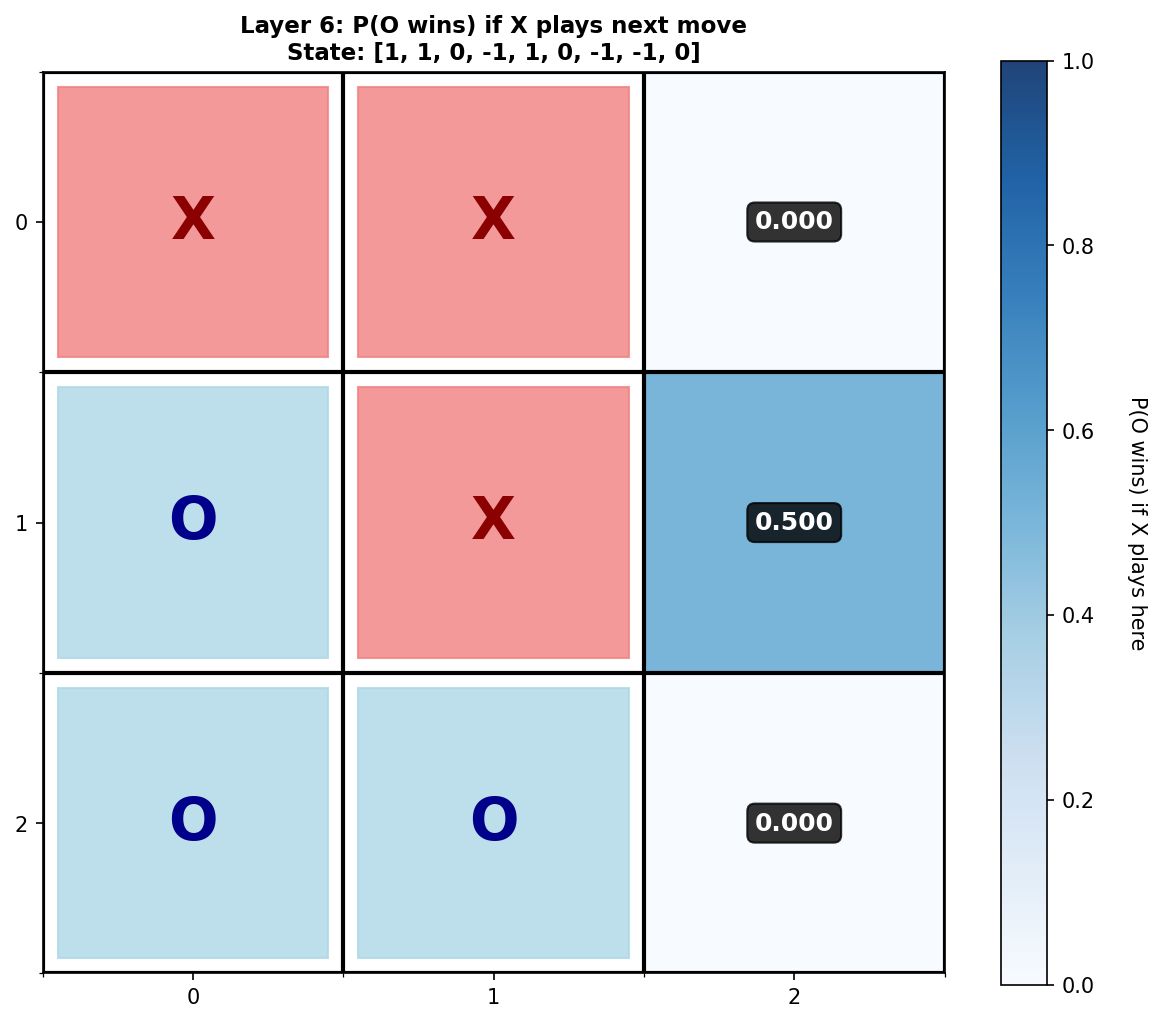 Layer 6: P(O wins) if X plays next move
State: [1, 1, 0, -1, 1, 0, -1, -1, 0]
X
X
0.000
O
X
0.500
O
O
0.000
0
1
2
0
1
2
1.0
0.8
0.6
0.4
0.2
0.0
P(O wins) if X plays here